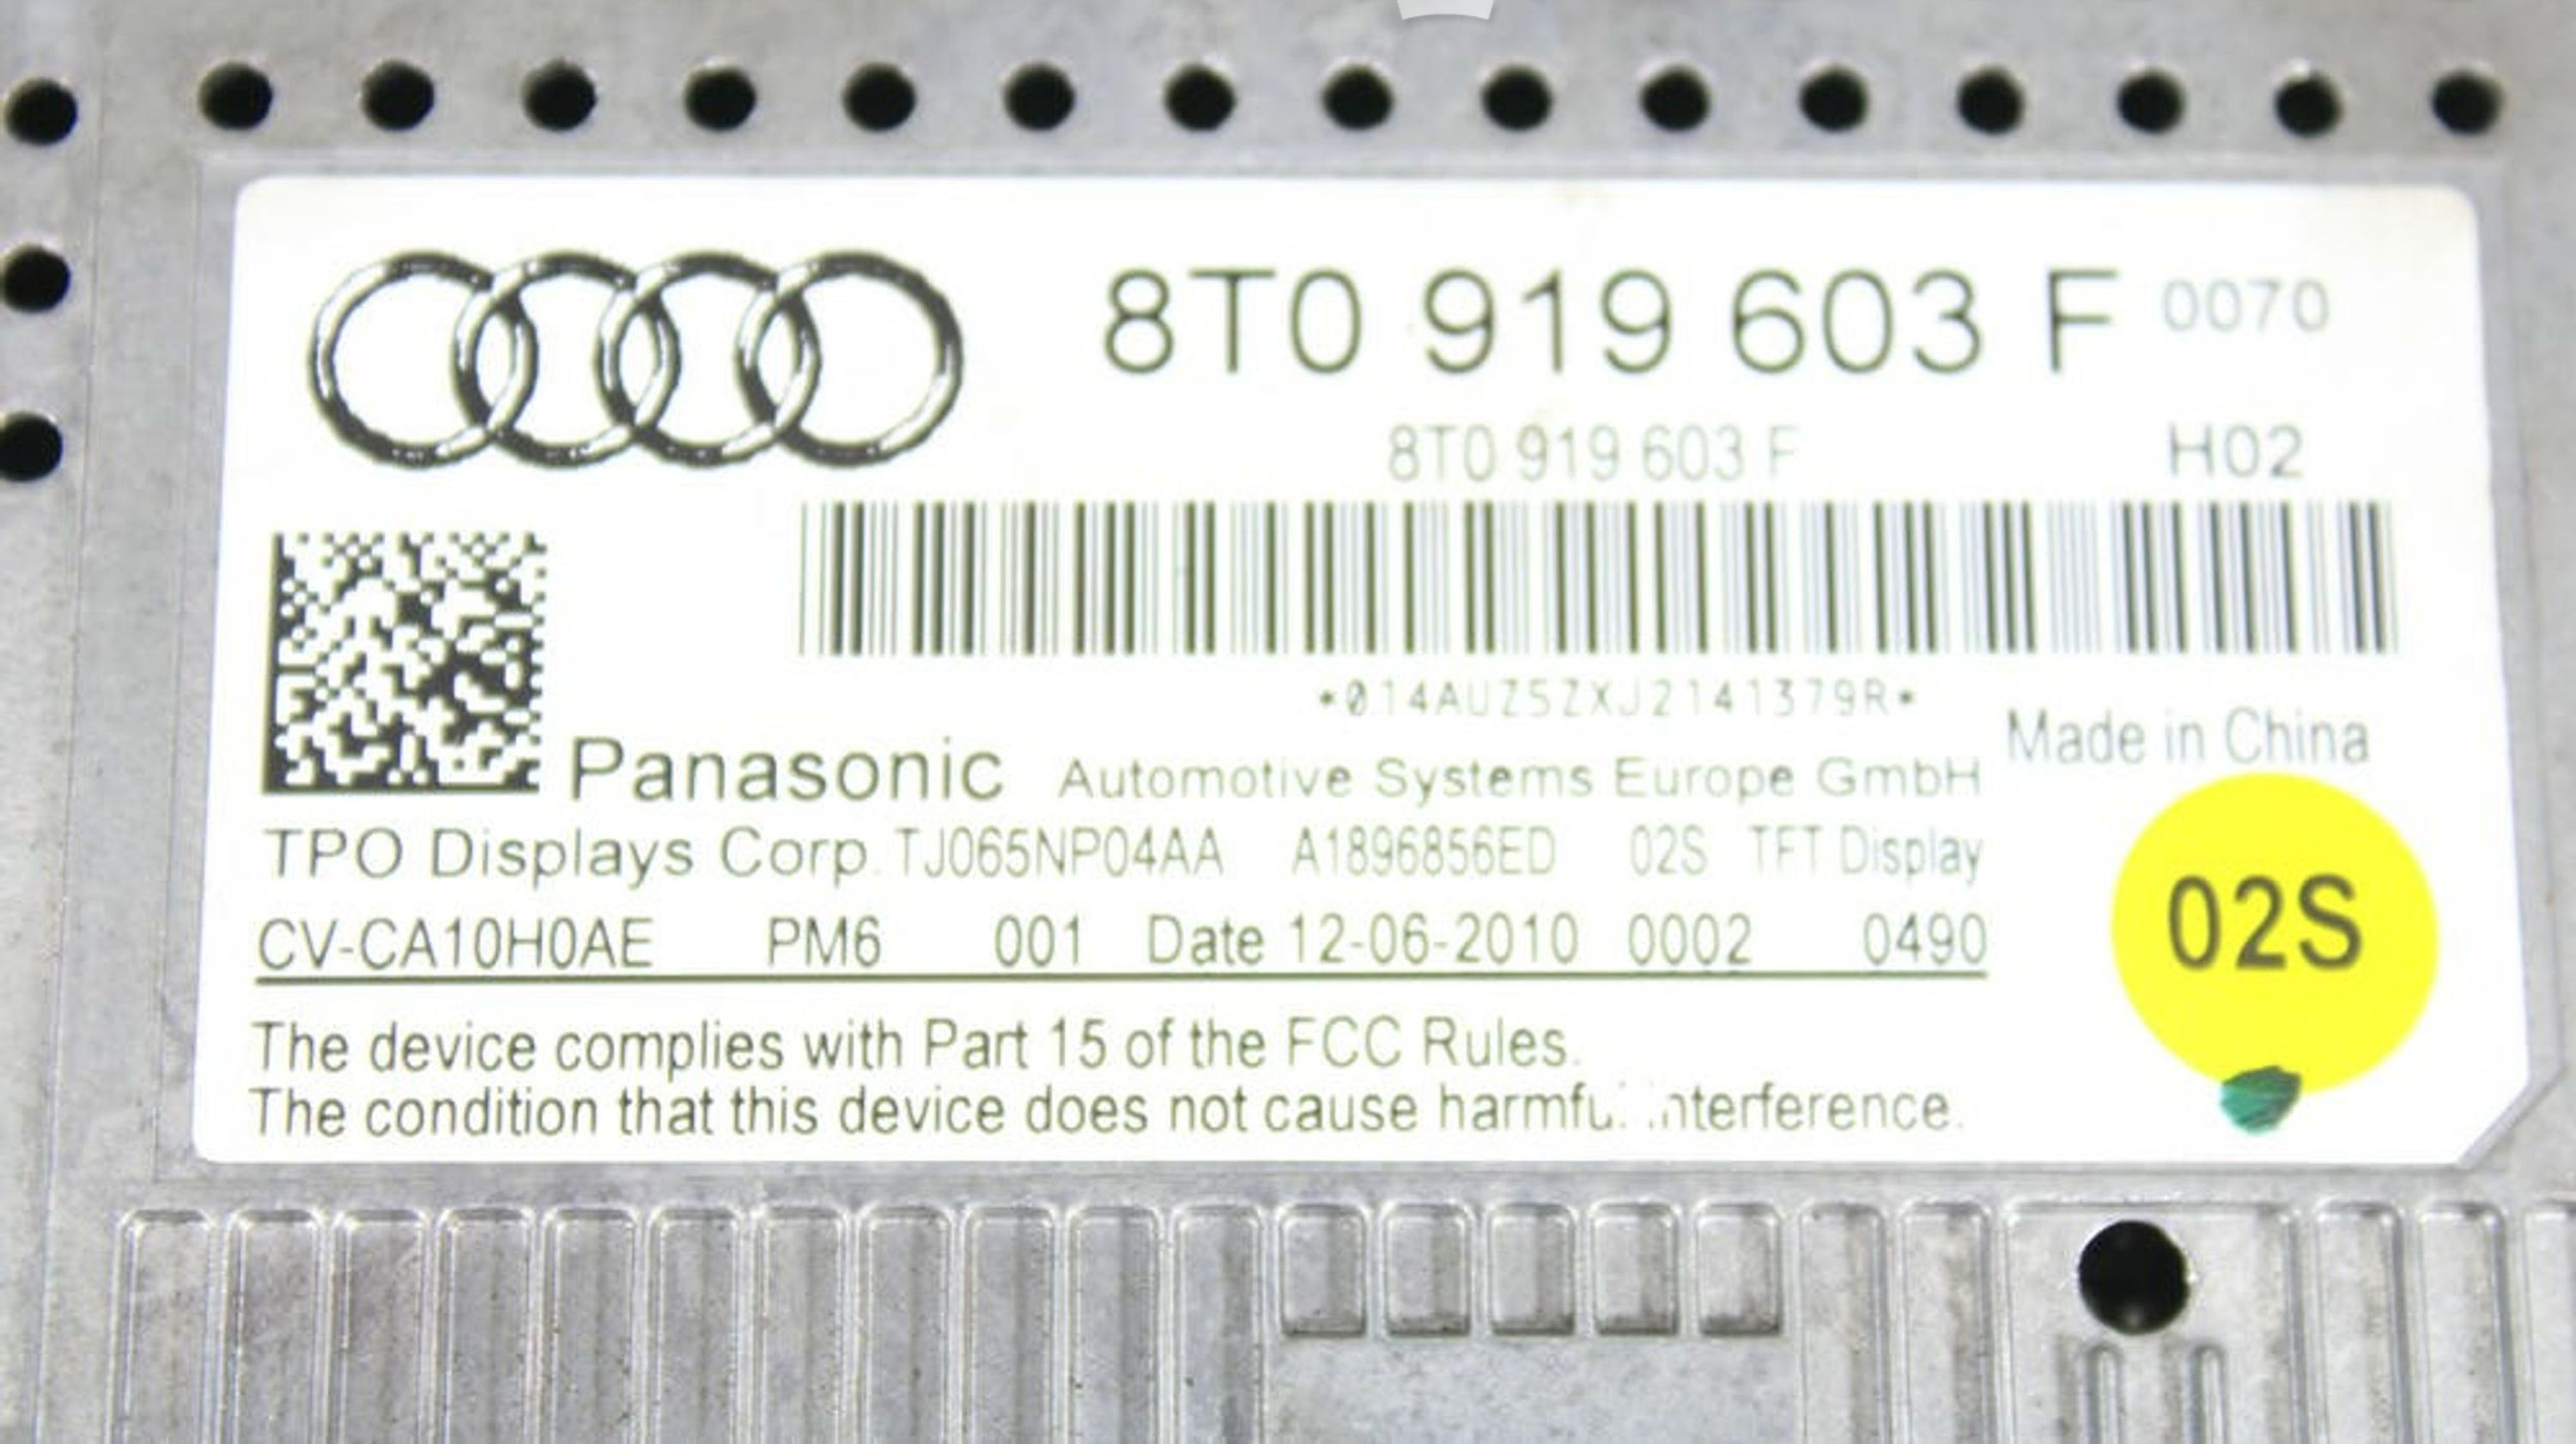 8T0 919 603 F 0070
8T0 919 603 F H02
*014AUZ5ZXJ2141379R*
Made in China
Panasonic Automotive Systems Europe GmbH
TPO Displays Corp. TJ065NP04AA A1896856ED 02S TFT Display
CV-CA10H0AE PM6 001 Date 12-06-2010 0002 0490
02S
The device complies with Part 15 of the FCC Rules.
The condition that this device does not cause harmful interference.